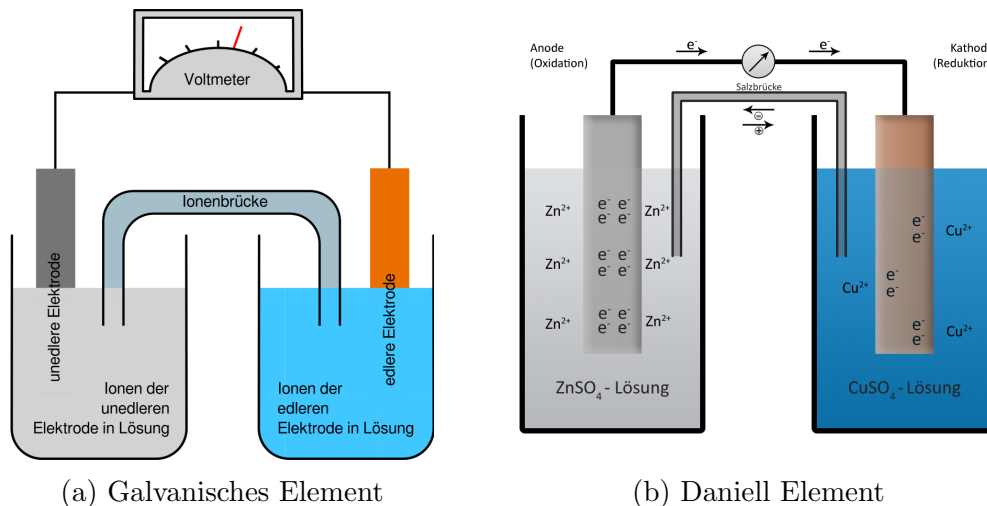 Voltmeter
Ionenbrücke
unedlere Elektrode
edlere Elektrode
Ionen der
unedleren
Elektrode in Lösung
Ionen der
edleren
Elektrode in Lösung
(a) Galvanisches Element
Anode
(Oxidation)
e⁻
e⁻
Kathod
(Reduktion
Salzbrücke
⊖
⊕
Zn²⁺
e⁻ e⁻
e⁻ e⁻
Zn²⁺
Zn²⁺
e⁻ e⁻
e⁻ e⁻
Zn²⁺
Zn²⁺
e⁻ e⁻
e⁻ e⁻
Zn²⁺
e⁻
e⁻
Cu²⁺
Cu²⁺
e⁻
e⁻
e⁻
e⁻
Cu²⁺
ZnSO₄-Lösung
CuSO₄-Lösung
(b) Daniell Element